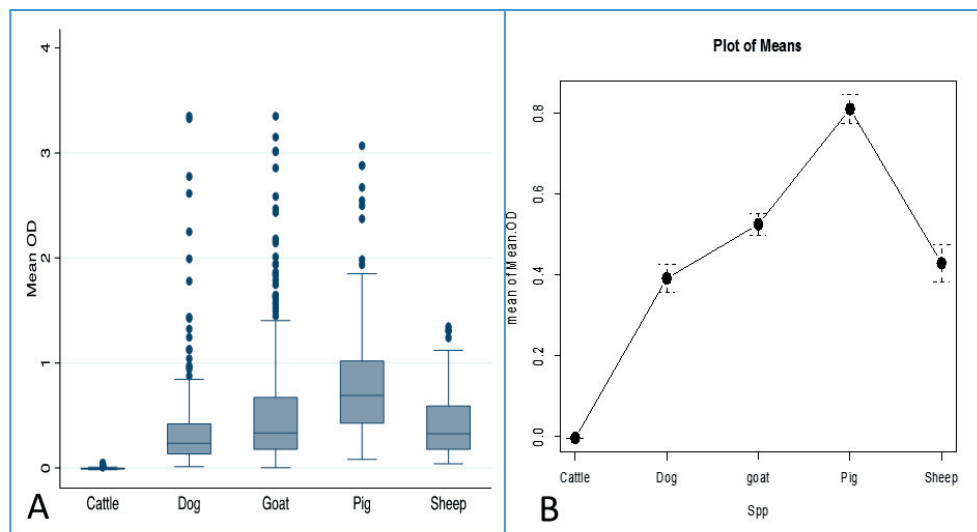 4
3
2
1
0
Mean OD
Cattle Dog Goat Pig Sheep
A
Plot of Means
0.8
0.6
0.4
0.2
0.0
mean of Mean.OD
Cattle Dog goat Pig Sheep
Spp
B